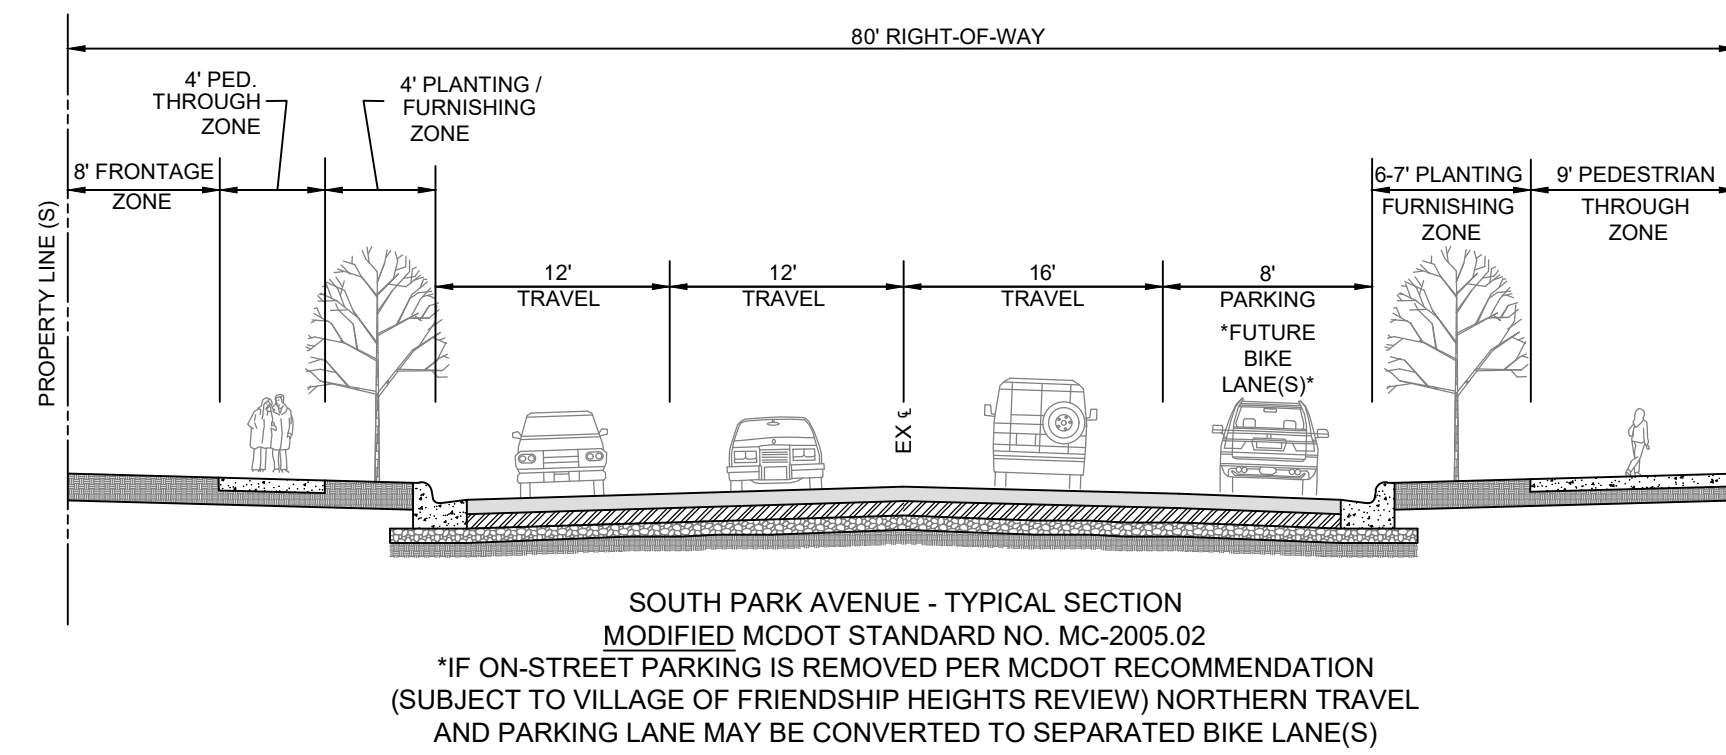 80' RIGHT-OF-WAY
4' PED.
THROUGH
ZONE
4' PLANTING /
FURNISHING
ZONE
8' FRONTAGE
ZONE
6-7' PLANTING
FURNISHING
ZONE
9' PEDESTRIAN
THROUGH
ZONE
PROPERTY LINE (S)
12'
TRAVEL
12'
TRAVEL
16'
TRAVEL
8'
PARKING
*FUTURE
BIKE
LANE(S)*
EX ℄
SOUTH PARK AVENUE - TYPICAL SECTION
MODIFIED MCDOT STANDARD NO. MC-2005.02
*IF ON-STREET PARKING IS REMOVED PER MCDOT RECOMMENDATION
(SUBJECT TO VILLAGE OF FRIENDSHIP HEIGHTS REVIEW) NORTHERN TRAVEL
AND PARKING LANE MAY BE CONVERTED TO SEPARATED BIKE LANE(S)